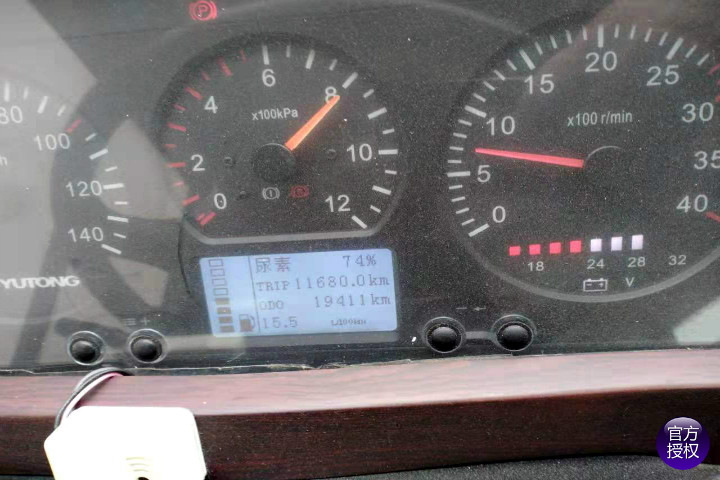 80
100
120
140
YUTONG
0
2
4
6
8
10
12
x100kPa
0
5
10
15
20
25
30
35
40
x100 r/min
18
24
28
32
V
尿素 74%
TRIP 11680.0km
ODO 19411km
15.5 L/100km
官方
授权